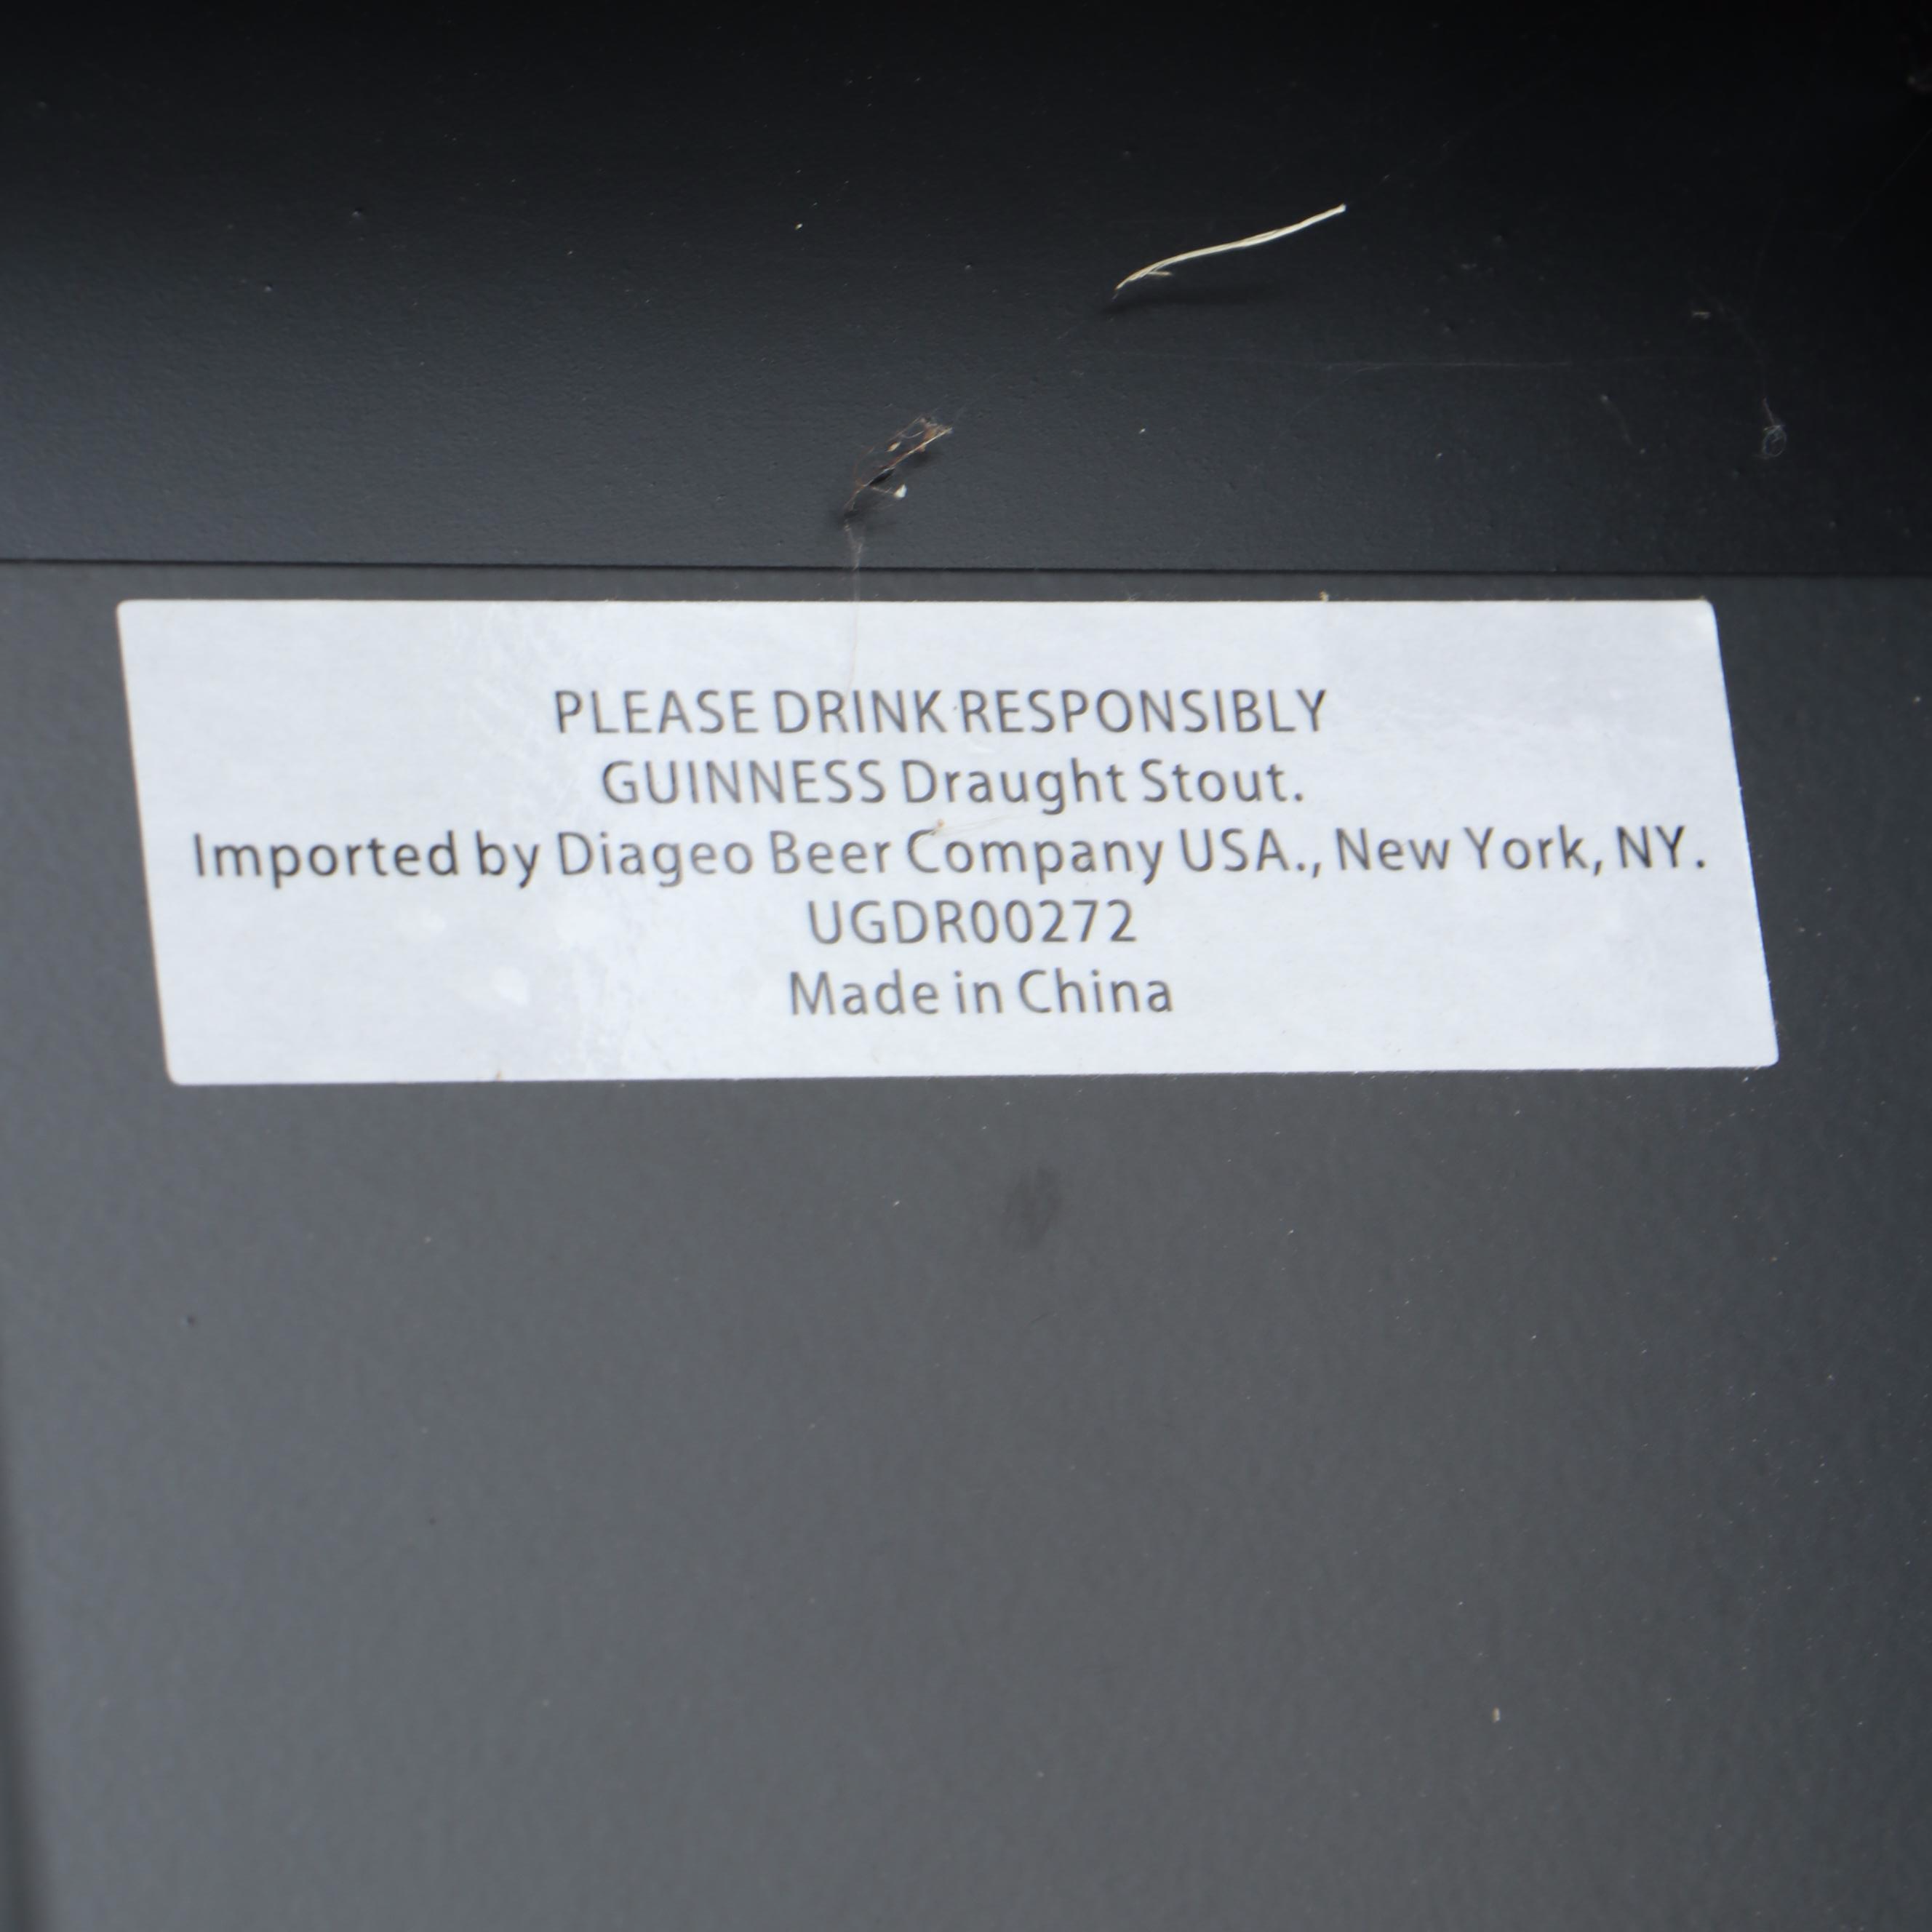 PLEASE DRINK RESPONSIBLY
GUINNESS Draught Stout.
Imported by Diageo Beer Company USA., New York, NY.
UGDR00272
Made in China